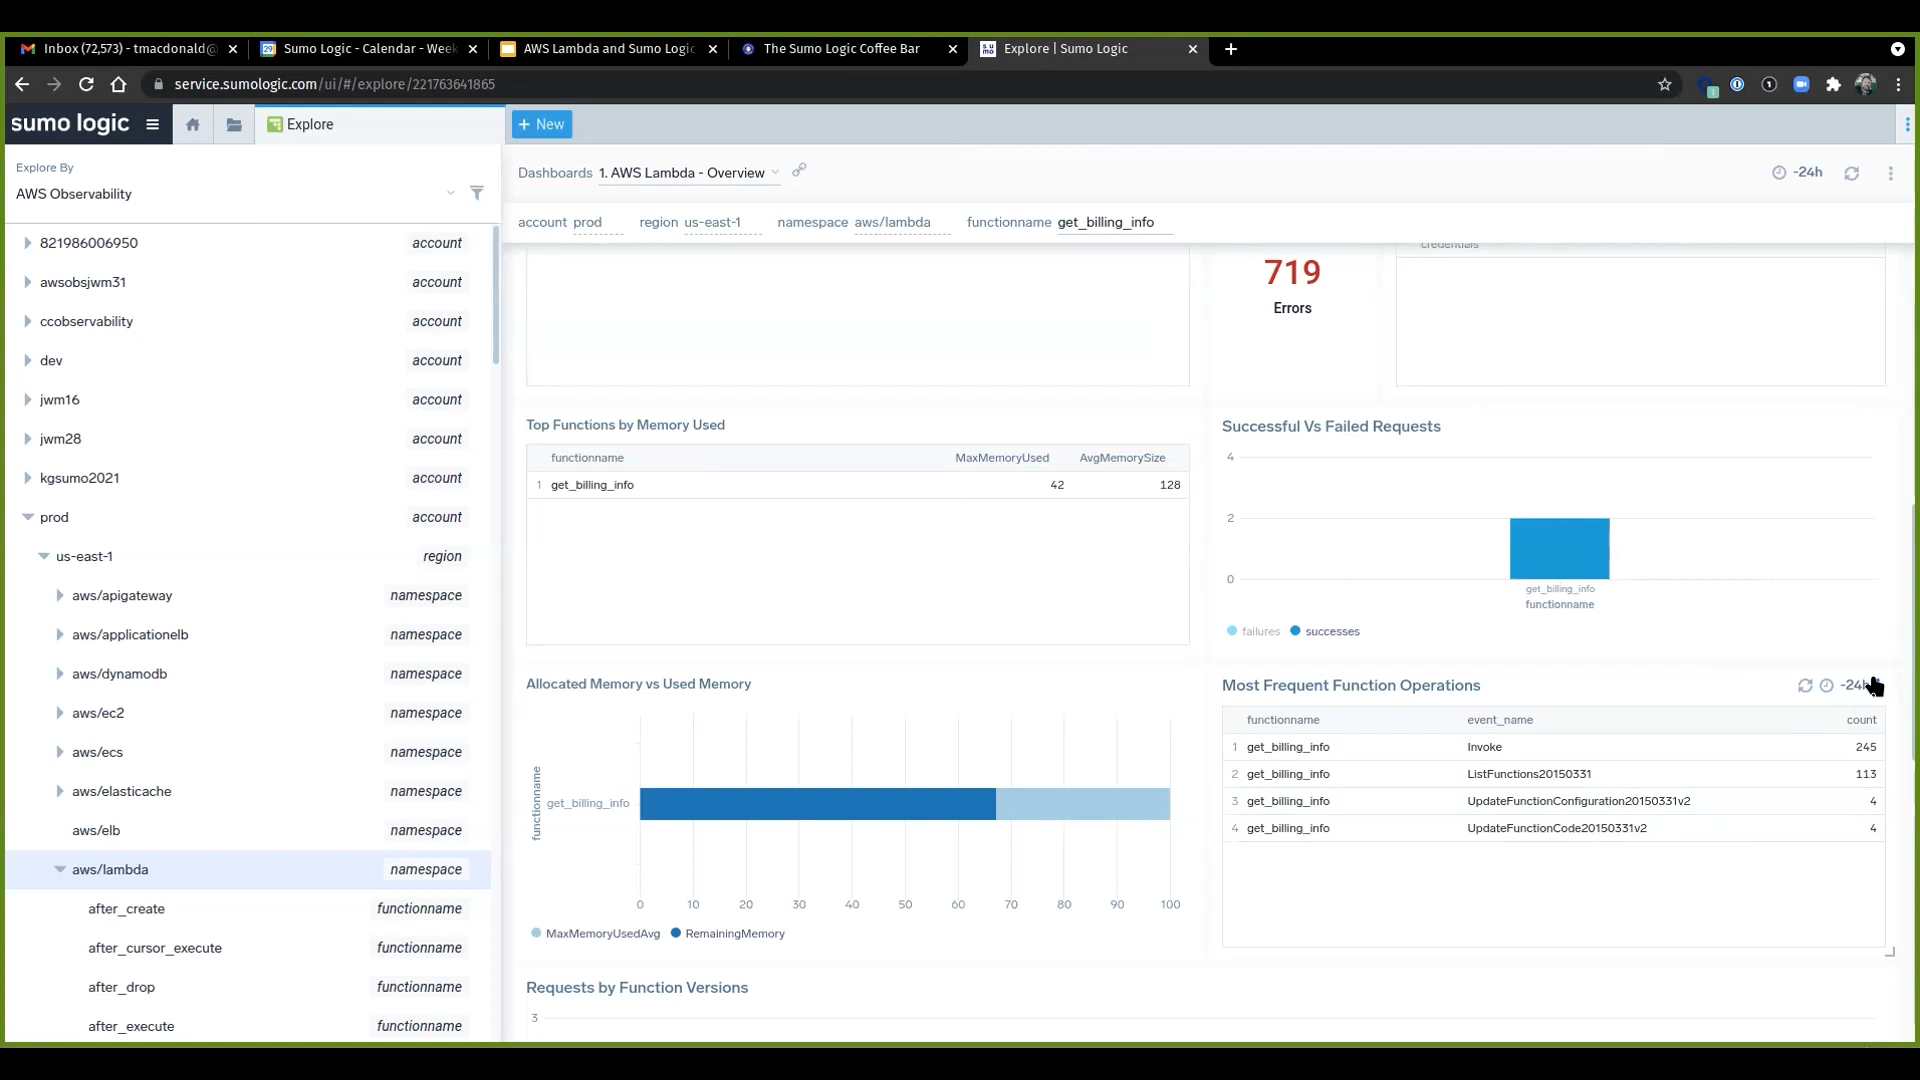 Inbox (72,573) - tmacdonald@
Sumo Logic - Calendar - Week
AWS Lambda and Sumo Logic
The Sumo Logic Coffee Bar
Explore | Sumo Logic
service.sumologic.com/ui/#/explore/221763641865
sumo logic
Explore
+ New
Explore By
AWS Observability
Dashboards 1. AWS Lambda - Overview
-24h
account prod region us-east-1 namespace aws/lambda functionname get_billing_info
821986006950 account
awsobsjwm31 account
ccobservability account
dev account
jwm16 account
jwm28 account
kgsumo2021 account
prod account
us-east-1 region
aws/apigateway namespace
aws/applicationelb namespace
aws/dynamodb namespace
aws/ec2 namespace
aws/ecs namespace
aws/elasticache namespace
aws/elb namespace
aws/lambda namespace
after_create functionname
after_cursor_execute functionname
after_drop functionname
after_execute functionname
719
Errors
credentials
Top Functions by Memory Used
functionname MaxMemoryUsed AvgMemorySize
1 get_billing_info 42 128
Successful Vs Failed Requests
4
2
0
get_billing_info
functionname
failures successes
Allocated Memory vs Used Memory
functionname
get_billing_info
0 10 20 30 40 50 60 70 80 90 100
MaxMemoryUsedAvg RemainingMemory
Most Frequent Function Operations
-24h
functionname event_name count
1 get_billing_info Invoke 245
2 get_billing_info ListFunctions20150331 113
3 get_billing_info UpdateFunctionConfiguration20150331v2 4
4 get_billing_info UpdateFunctionCode20150331v2 4
Requests by Function Versions
3